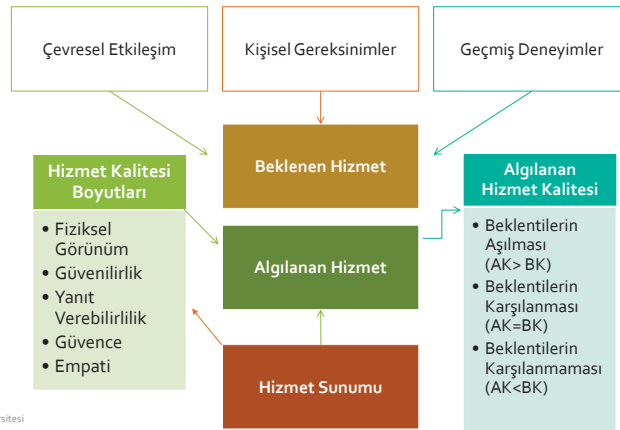 Çevresel Etkileşim
Kişisel Gereksinimler
Geçmiş Deneyimler
Beklenen Hizmet
Hizmet Kalitesi
Boyutları
• Fiziksel
Görünüm
• Güvenilirlik
• Yanıt
Verebilirlilik
• Güvence
• Empati
Algılanan Hizmet
Hizmet Sunumu
Algılanan
Hizmet Kalitesi
• Beklentilerin
Aşılması
(AK> BK)
• Beklentilerin
Karşılanması
(AK=BK)
• Beklentilerin
Karşılanmaması
(AK<BK)
rsitesi